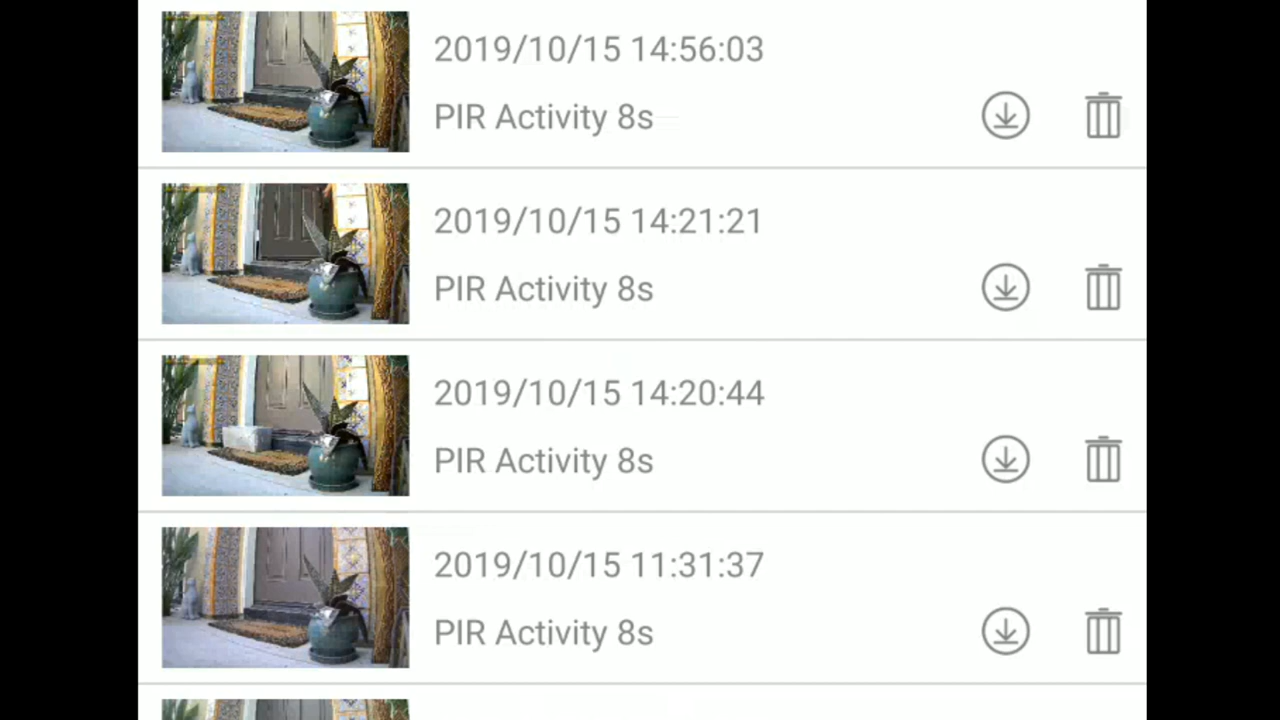 2019/10/15 14:56:03
PIR Activity 8s
2019/10/15 14:21:21
PIR Activity 8s
2019/10/15 14:20:44
PIR Activity 8s
2019/10/15 11:31:37
PIR Activity 8s